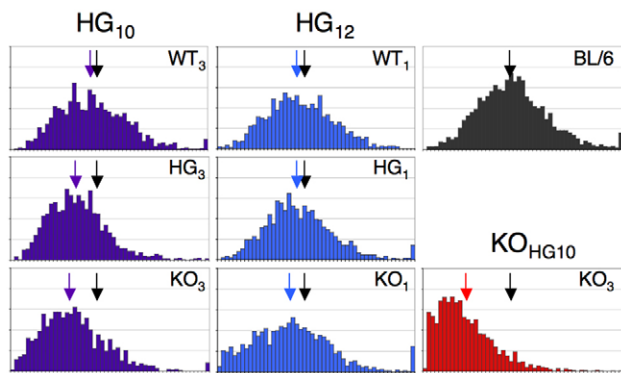 HG10 HG12
WT3 WT1 BL/6
HG3 HG1
KOHG10
KO3 KO1 KO3